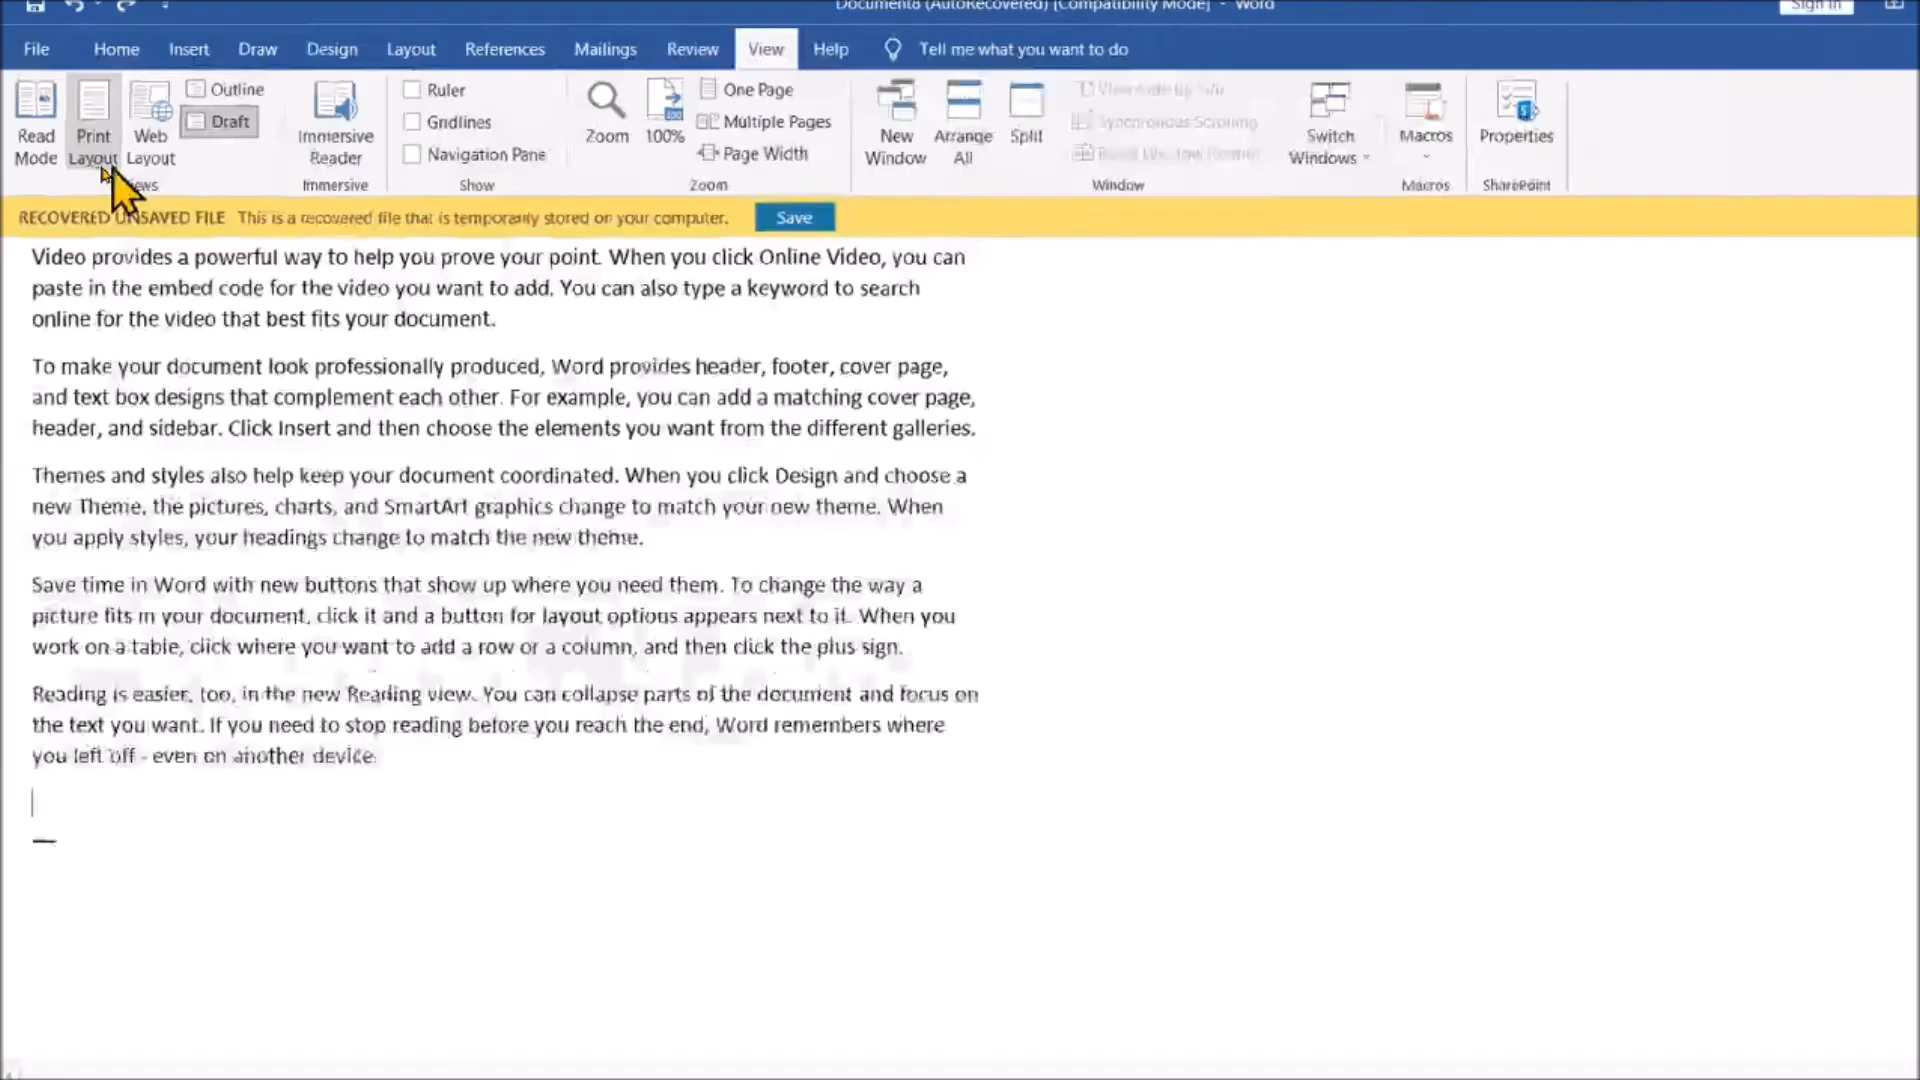 Document8 (AutoRecovered) [Compatibility Mode] - Word Sign in
File Home Insert Draw Design Layout References Mailings Review View Help Tell me what you want to do
Read Mode
Print Layout
Web Layout
Outline
Draft
Immersive Reader
Immersive
Ruler
Gridlines
Navigation Pane
Show
Zoom
100%
One Page
Multiple Pages
Page Width
Zoom
New Window
Arrange All
Split
Synchronous Scrolling
Window
Switch Windows
Macros
Macros
Properties
SharePoint
RECOVERED UNSAVED FILE This is a recovered file that is temporarily stored on your computer. Save
Video provides a powerful way to help you prove your point. When you click Online Video, you can
paste in the embed code for the video you want to add. You can also type a keyword to search
online for the video that best fits your document.
To make your document look professionally produced, Word provides header, footer, cover page,
and text box designs that complement each other. For example, you can add a matching cover page,
header, and sidebar. Click Insert and then choose the elements you want from the different galleries.
Themes and styles also help keep your document coordinated. When you click Design and choose a
new Theme, the pictures, charts, and SmartArt graphics change to match your new theme. When
you apply styles, your headings change to match the new theme.
Save time in Word with new buttons that show up where you need them. To change the way a
picture fits in your document, click it and a button for layout options appears next to it. When you
work on a table, click where you want to add a row or a column, and then click the plus sign.
Reading is easier, too, in the new Reading view. You can collapse parts of the document and focus on
the text you want. If you need to stop reading before you reach the end, Word remembers where
you left off - even on another device.